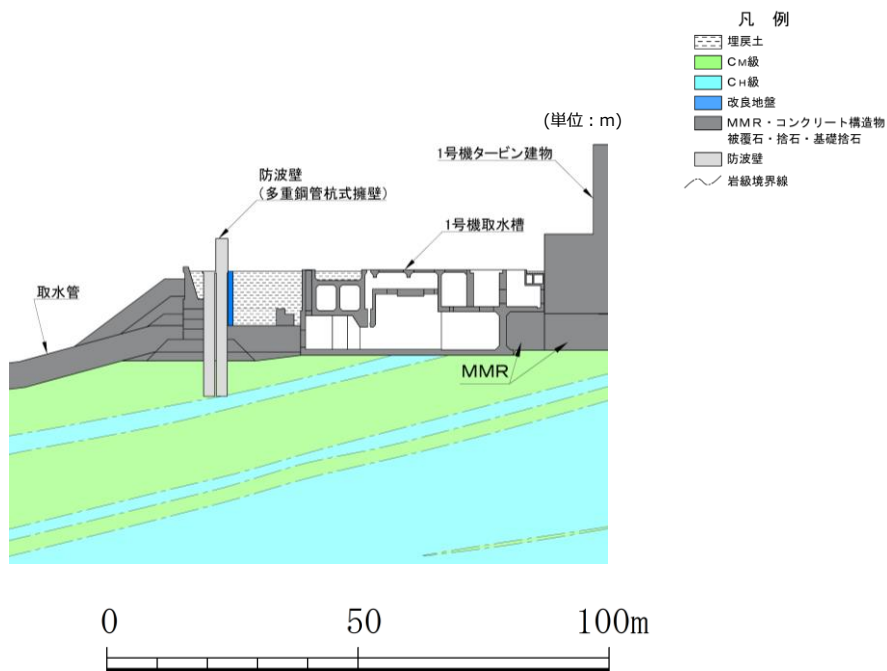 凡 例
埋戻土
CM級
CH級
改良地盤
MMR・コンクリート構造物
被覆石・捨石・基礎捨石
防波壁
岩級境界線
(単位：m)
1号機タービン建物
防波壁
(多重鋼管杭式擁壁)
1号機取水槽
取水管
MMR
0 50 100m